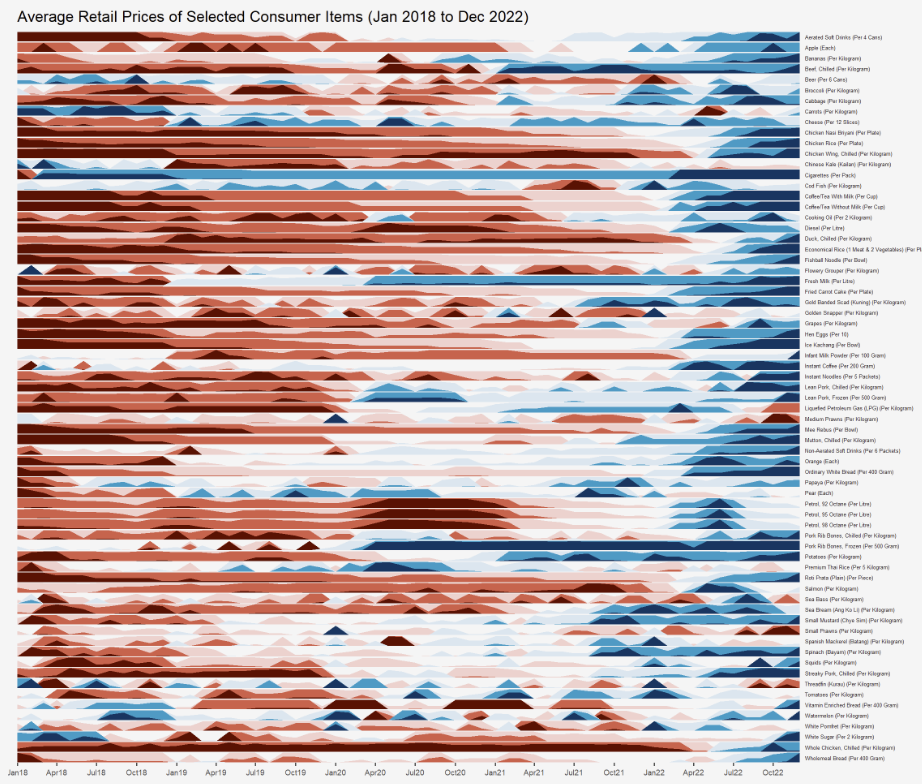 Average Retail Prices of Selected Consumer Items (Jan 2018 to Dec 2022)
Aerated Soft Drinks (Per 4 Cans)
Apple (Each)
Bananas (Per Kilogram)
Beef, Chilled (Per Kilogram)
Beer (Per 6 Cans)
Broccoli (Per Kilogram)
Cabbage (Per Kilogram)
Carrots (Per Kilogram)
Cheese (Per 12 Slices)
Chicken Nasi Briyani (Per Plate)
Chicken Rice (Per Plate)
Chicken Wing, Chilled (Per Kilogram)
Chinese Kale (Kailan) (Per Kilogram)
Cigarettes (Per Pack)
Cod Fish (Per Kilogram)
Coffee/Tea With Milk (Per Cup)
Coffee/Tea Without Milk (Per Cup)
Cooking Oil (Per 2 Kilogram)
Diesel (Per Litre)
Duck, Chilled (Per Kilogram)
Economical Rice (1 Meat & 2 Vegetables) (Per Pl
Fishball Noodle (Per Bowl)
Flowery Grouper (Per Kilogram)
Fresh Milk (Per Litre)
Fried Carrot Cake (Per Plate)
Gold Banded Scad (Kuning) (Per Kilogram)
Golden Snapper (Per Kilogram)
Grapes (Per Kilogram)
Hen Eggs (Per 10)
Ice Kachang (Per Bowl)
Infant Milk Powder (Per 100 Gram)
Instant Coffee (Per 200 Gram)
Instant Noodles (Per 5 Packets)
Lean Pork, Chilled (Per Kilogram)
Lean Pork, Frozen (Per 500 Gram)
Liquefied Petroleum Gas (LPG) (Per Kilogram)
Medium Prawns (Per Kilogram)
Mee Rebus (Per Bowl)
Mutton, Chilled (Per Kilogram)
Non-Aerated Soft Drinks (Per 6 Packets)
Orange (Each)
Ordinary White Bread (Per 400 Gram)
Papaya (Per Kilogram)
Pear (Each)
Petrol, 92 Octane (Per Litre)
Petrol, 95 Octane (Per Litre)
Petrol, 98 Octane (Per Litre)
Pork Rib Bones, Chilled (Per Kilogram)
Pork Rib Bones, Frozen (Per 500 Gram)
Potatoes (Per Kilogram)
Premium Thai Rice (Per 5 Kilogram)
Roti Prata (Plain) (Per Piece)
Salmon (Per Kilogram)
Sea Bass (Per Kilogram)
Sea Bream (Ang Ko Li) (Per Kilogram)
Small Mustard (Chye Sim) (Per Kilogram)
Small Prawns (Per Kilogram)
Spanish Mackerel (Batang) (Per Kilogram)
Spinach (Bayam) (Per Kilogram)
Squids (Per Kilogram)
Streaky Pork, Chilled (Per Kilogram)
Threadfin (Kurau) (Per Kilogram)
Tomatoes (Per Kilogram)
Vitamin Enriched Bread (Per 400 Gram)
Watermelon (Per Kilogram)
White Pomfret (Per Kilogram)
White Sugar (Per 2 Kilogram)
Whole Chicken, Chilled (Per Kilogram)
Wholemeal Bread (Per 400 Gram)
Jan18 Apr18 Jul18 Oct18 Jan19 Apr19 Jul19 Oct19 Jan20 Apr20 Jul20 Oct20 Jan21 Apr21 Jul21 Oct21 Jan22 Apr22 Jul22 Oct22